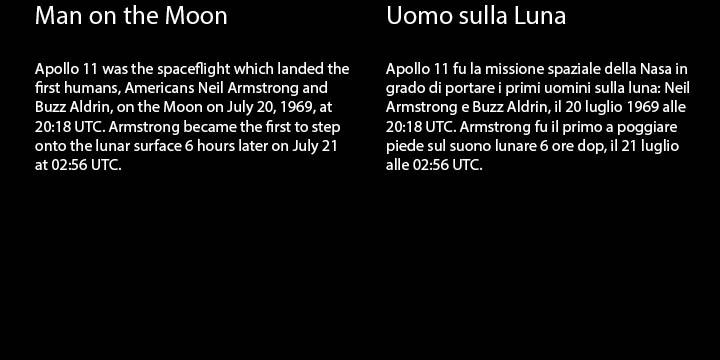 Man on the Moon
Apollo 11 was the spaceflight which landed the
first humans, Americans Neil Armstrong and
Buzz Aldrin, on the Moon on July 20, 1969, at
20:18 UTC. Armstrong became the first to step
onto the lunar surface 6 hours later on July 21
at 02:56 UTC.
Uomo sulla Luna
Apollo 11 fu la missione spaziale della Nasa in
grado di portare i primi uomini sulla luna: Neil
Armstrong e Buzz Aldrin, il 20 luglio 1969 alle
20:18 UTC. Armstrong fu il primo a poggiare
piede sul suono lunare 6 ore dop, il 21 luglio
alle 02:56 UTC.